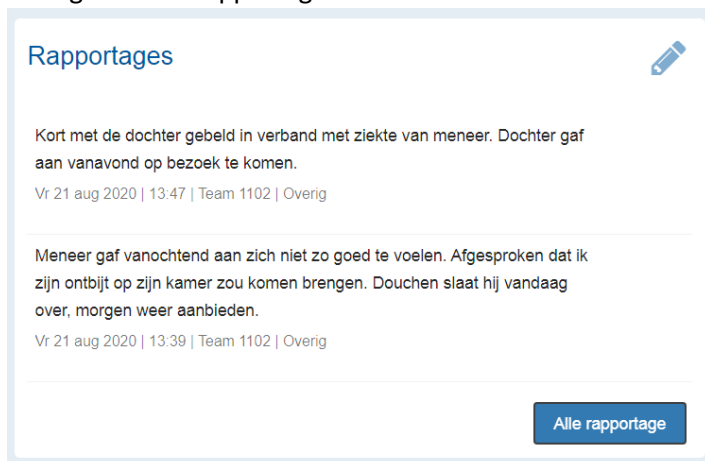 Rapportages
Kort met de dochter gebeld in verband met ziekte van meneer. Dochter gaf
aan vanavond op bezoek te komen.
Vr 21 aug 2020 | 13:47 | Team 1102 | Overig
Meneer gaf vanochtend aan zich niet zo goed te voelen. Afgesproken dat ik
zijn ontbijt op zijn kamer zou komen brengen. Douchen slaat hij vandaag
over, morgen weer aanbieden.
Vr 21 aug 2020 | 13:39 | Team 1102 | Overig
Alle rapportage